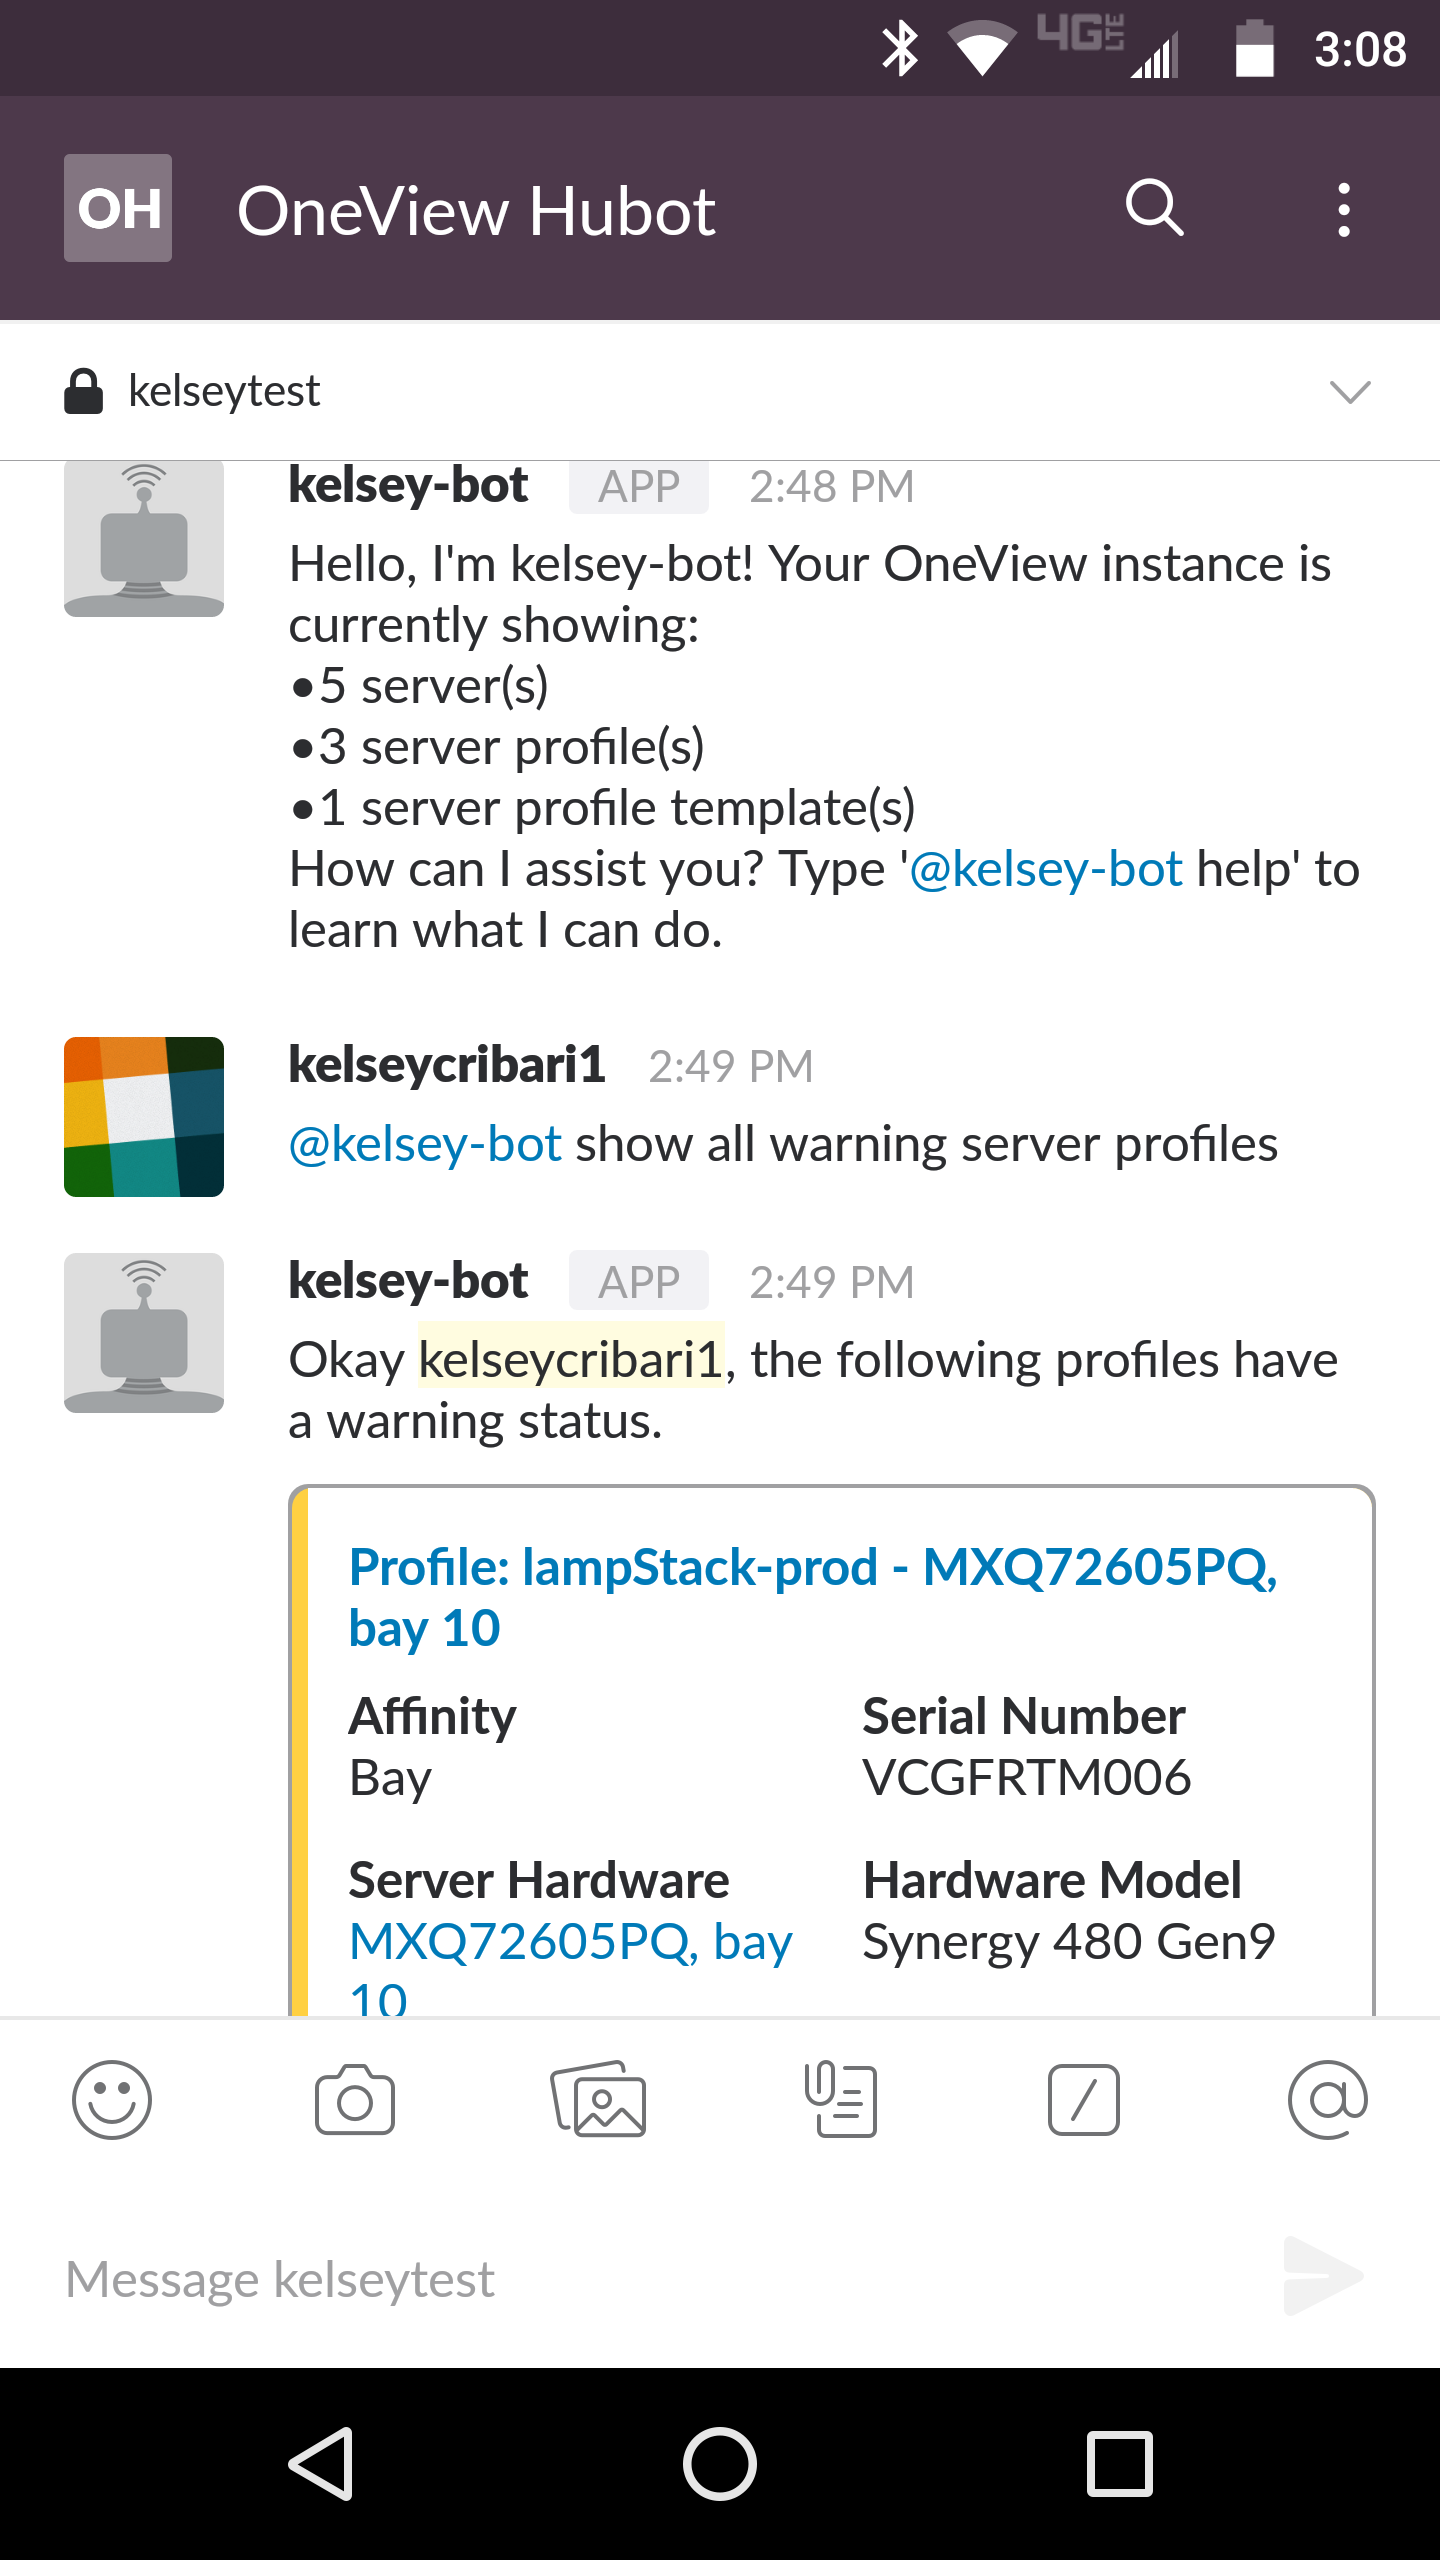 4G LTE 3:08
OH OneView Hubot
kelseytest
kelsey-bot APP 2:48 PM
Hello, I'm kelsey-bot! Your OneView instance is
currently showing:
•5 server(s)
•3 server profile(s)
•1 server profile template(s)
How can I assist you? Type '@kelsey-bot help' to
learn what I can do.
kelseycribari1 2:49 PM
@kelsey-bot show all warning server profiles
kelsey-bot APP 2:49 PM
Okay kelseycribari1, the following profiles have
a warning status.
Profile: lampStack-prod - MXQ72605PQ,
bay 10
Affinity Serial Number
Bay VCGFRTM006
Server Hardware Hardware Model
MXQ72605PQ, bay Synergy 480 Gen9
10
Message kelseytest